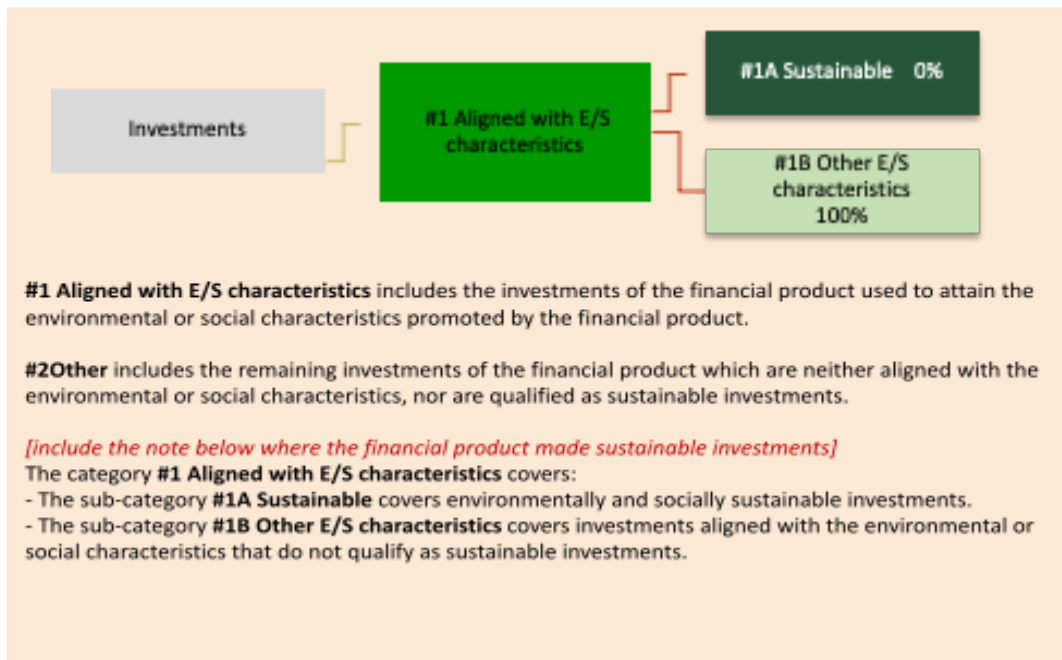 Investments
#1 Aligned with E/S
characteristics
#1A Sustainable 0%
#1B Other E/S
characteristics
100%
#1 Aligned with E/S characteristics includes the investments of the financial product used to attain the
environmental or social characteristics promoted by the financial product.
#2Other includes the remaining investments of the financial product which are neither aligned with the
environmental or social characteristics, nor are qualified as sustainable investments.
[include the note below where the financial product made sustainable investments]
The category #1 Aligned with E/S characteristics covers:
- The sub-category #1A Sustainable covers environmentally and socially sustainable investments.
- The sub-category #1B Other E/S characteristics covers investments aligned with the environmental or
social characteristics that do not qualify as sustainable investments.